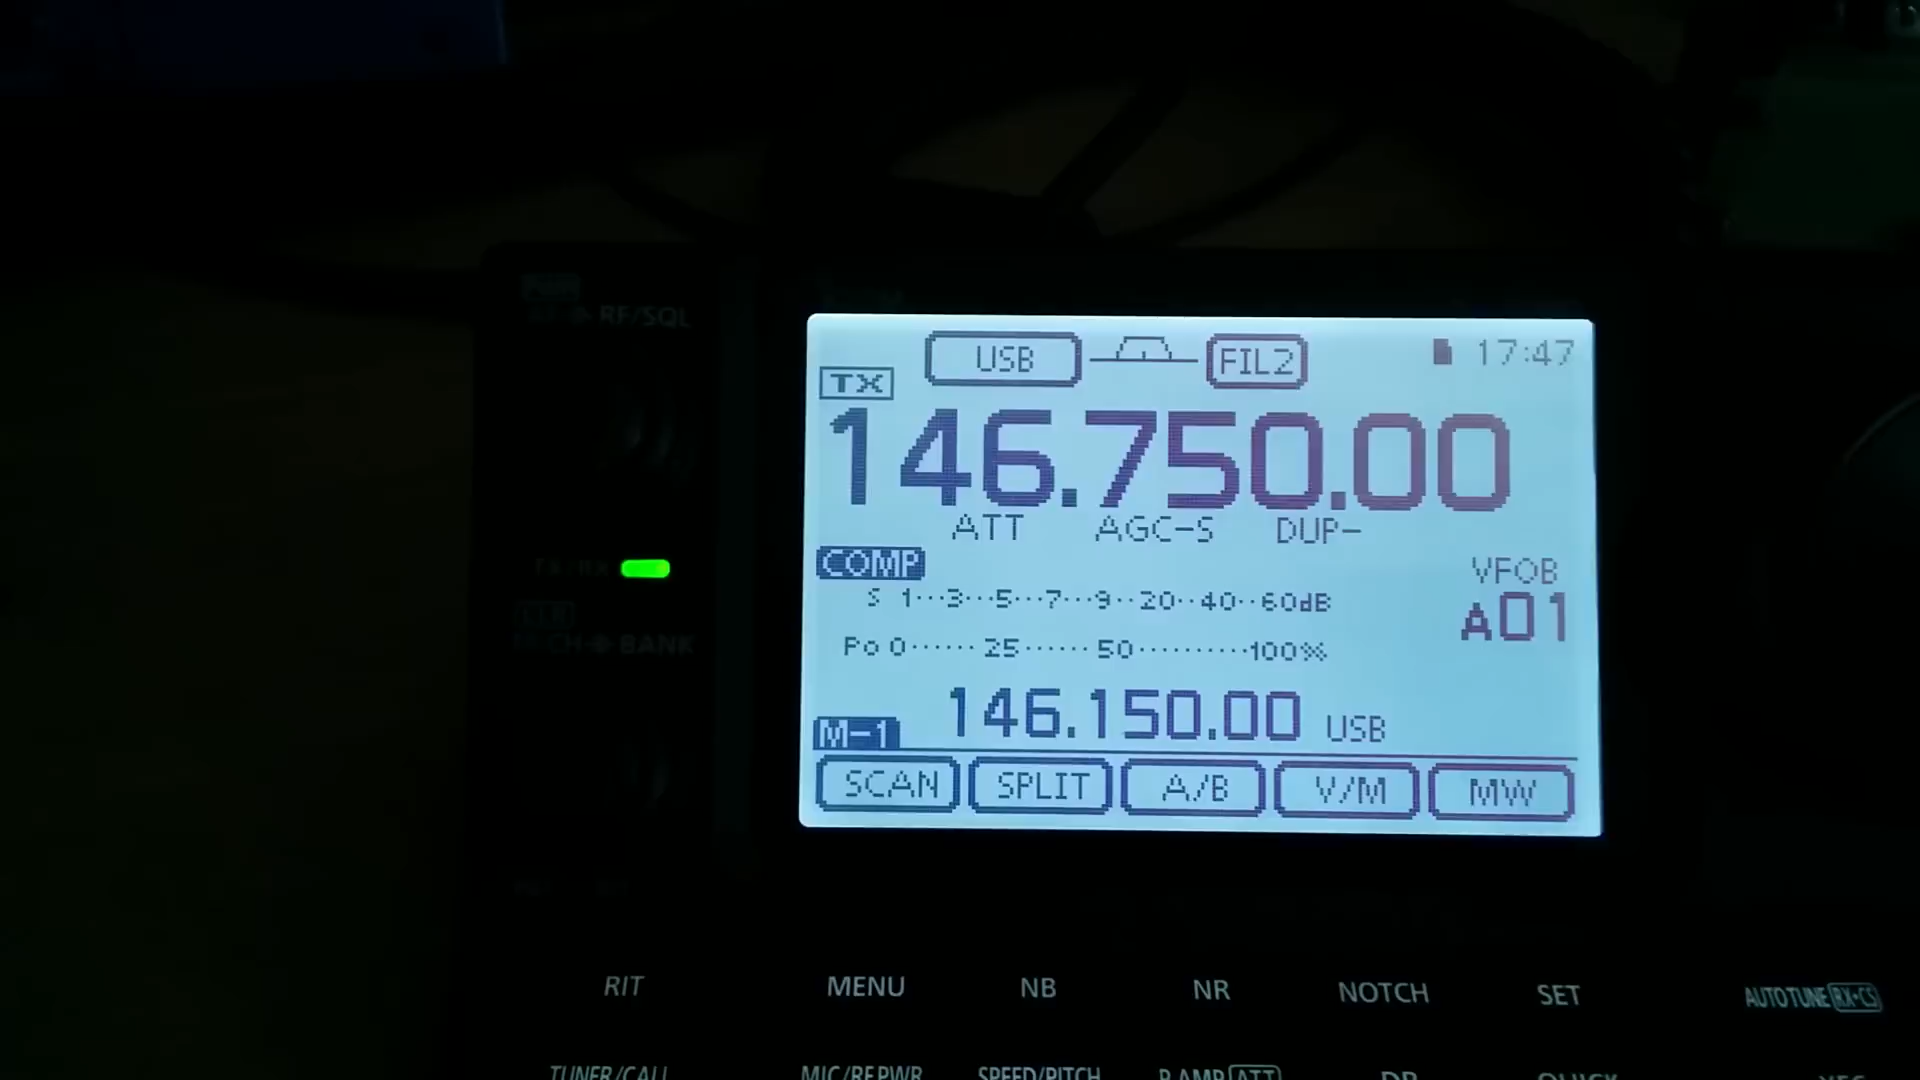 RF/SQL
USB FIL2 17:47
TX
146.750.00
ATT AGC-S DUP-
COMP
VFOB
S 1···3···5···7···9··20··40··60dB
A01
TX/RX
CH BANK
Po 0······25······50··········100%
146.150.00 USB
M-1
SCAN SPLIT A/B V/M MW
RIT MENU NB NR NOTCH SET AUTOTUNE RX•CS
TUNER/CALL MIC/RF PWR SPEED/PITCH P.AMP ATT QUICK